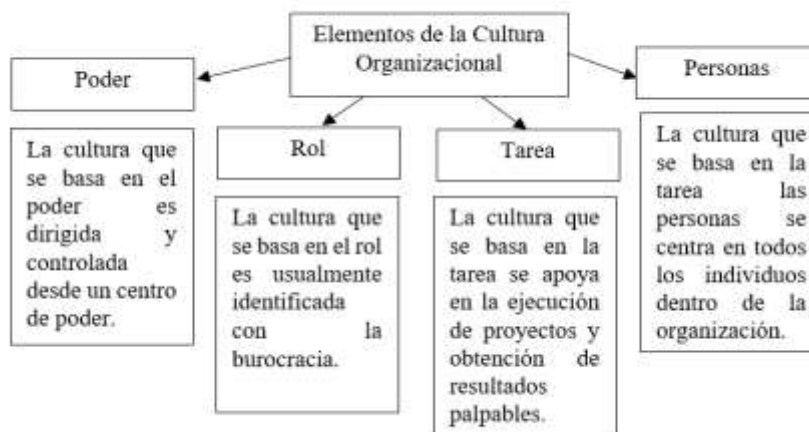 Elementos de la Cultura
Organizacional
Poder
La cultura que
se basa en el
poder es
dirigida y
controlada
desde un centro
de poder.
Rol
La cultura que
se basa en el rol
es usualmente
identificada
con la
burocracia.
Tarea
La cultura que
se basa en la
tarea se apoya
en la ejecución
de proyectos y
obtención de
resultados
palpables.
Personas
La cultura que
se basa en la
tarea las
personas se
centra en todos
los individuos
dentro de la
organización.